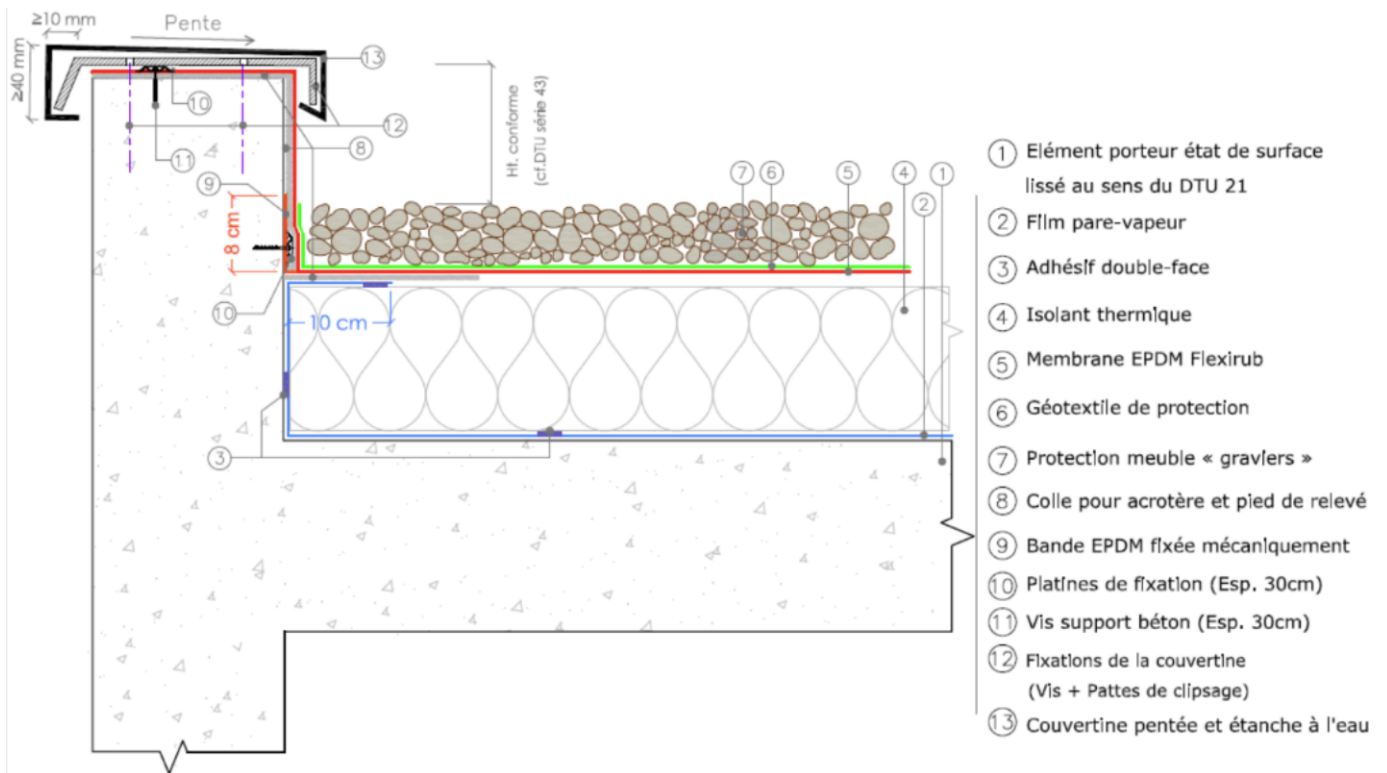 ≥10 mm
Pente
≥40 mm
13
10
12
11
8
Ht. conforme
(cf.DTU série 43)
9
8 cm
7
6
5
4
1
2
10
10 cm
3
1 Elément porteur état de surface
lissé au sens du DTU 21
2 Film pare-vapeur
3 Adhésif double-face
4 Isolant thermique
5 Membrane EPDM Flexirub
6 Géotextile de protection
7 Protection meuble « graviers »
8 Colle pour acrotère et pied de relevé
9 Bande EPDM fixée mécaniquement
10 Platines de fixation (Esp. 30cm)
11 Vis support béton (Esp. 30cm)
12 Fixations de la couvertine
(Vis + Pattes de clipsage)
13 Couvertine pentée et étanche à l'eau